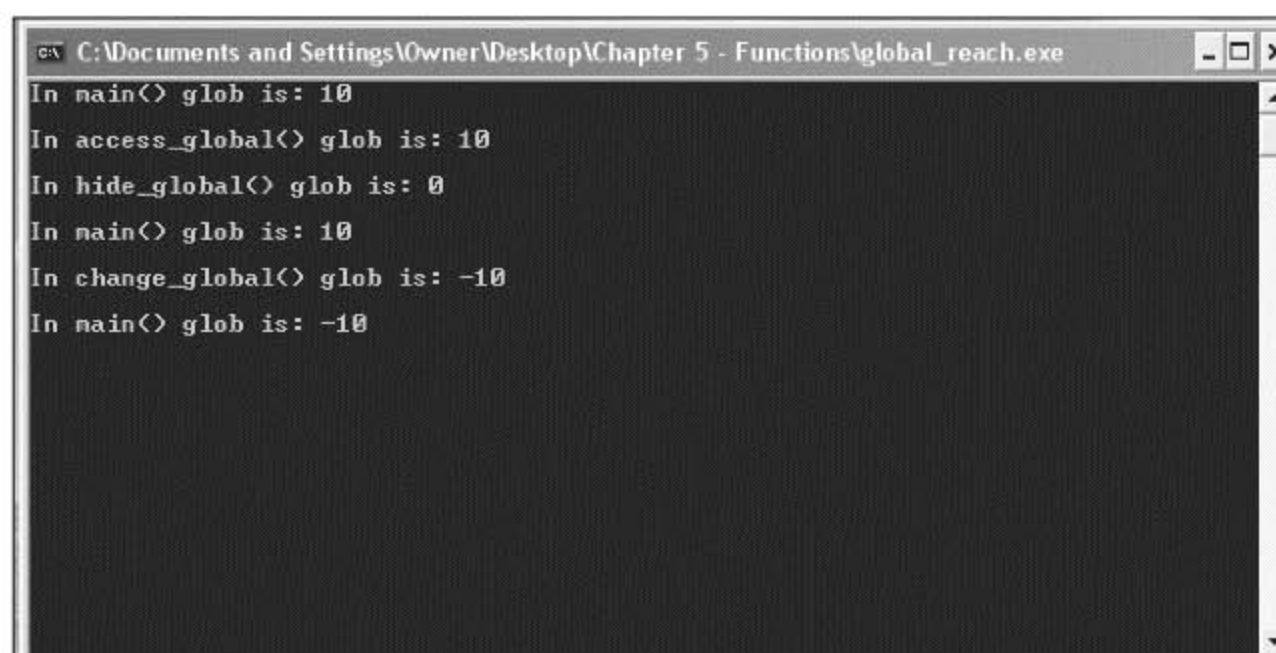 C:\Documents and Settings\Owner\Desktop\Chapter 5 - Functions\global_reach.exe
In main() glob is: 10
In access_global() glob is: 10
In hide_global() glob is: 0
In main() glob is: 10
In change_global() glob is: -10
In main() glob is: -10